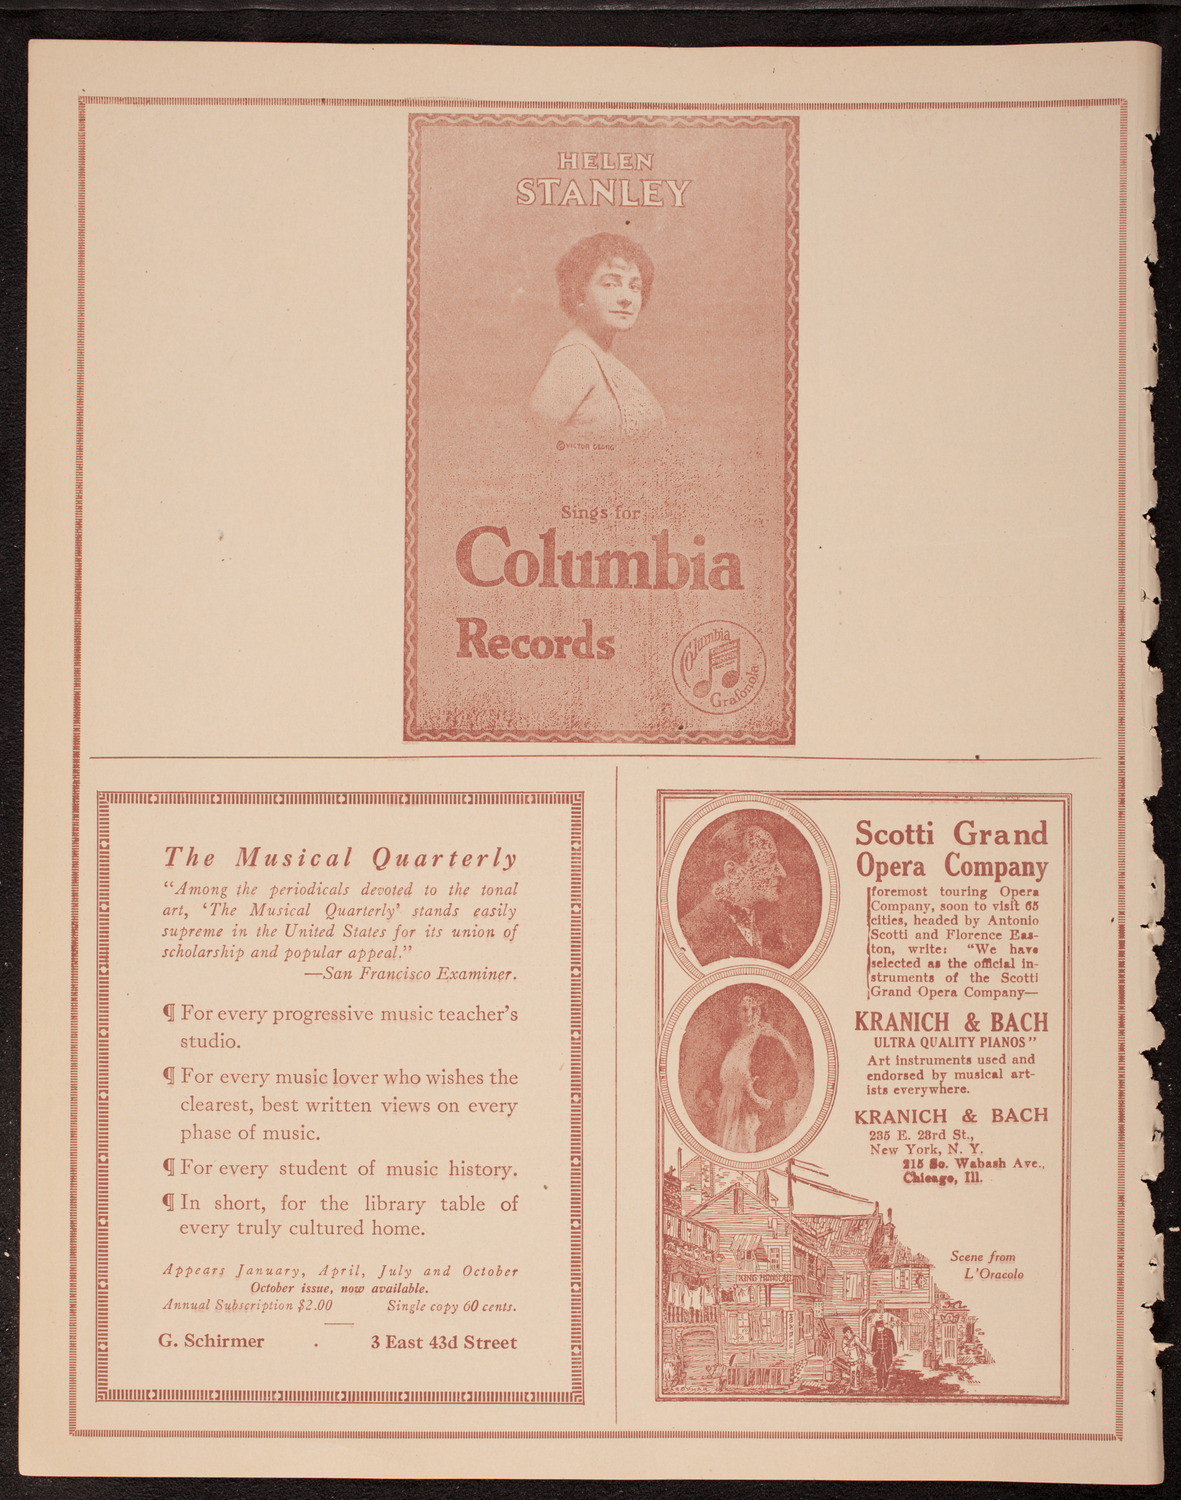 HELEN
STANLEY
© VICTOR GEORG
Sings for
Columbia
Records
Columbia
Grafonola
The Musical Quarterly
“Among the periodicals devoted to the tonal
art, ‘The Musical Quarterly’ stands easily
supreme in the United States for its union of
scholarship and popular appeal.”
—San Francisco Examiner.
¶ For every progressive music teacher’s
studio.
¶ For every music lover who wishes the
clearest, best written views on every
phase of music.
¶ For every student of music history.
¶ In short, for the library table of
every truly cultured home.
Appears January, April, July and October
October issue, now available.
Annual Subscription $2.00 Single copy 60 cents.
G. Schirmer . 3 East 43d Street
Scotti Grand
Opera Company
foremost touring Opera
Company, soon to visit 65
cities, headed by Antonio
Scotti and Florence Eas-
ton, write: “We have
selected as the official in-
struments of the Scotti
Grand Opera Company—
KRANICH & BACH
ULTRA QUALITY PIANOS”
Art instruments used and
endorsed by musical art-
ists everywhere.
KRANICH & BACH
235 E. 23rd St.,
New York, N. Y.
215 So. Wabash Ave.,
Chicago, Ill.
Scene from
L’Oracolo